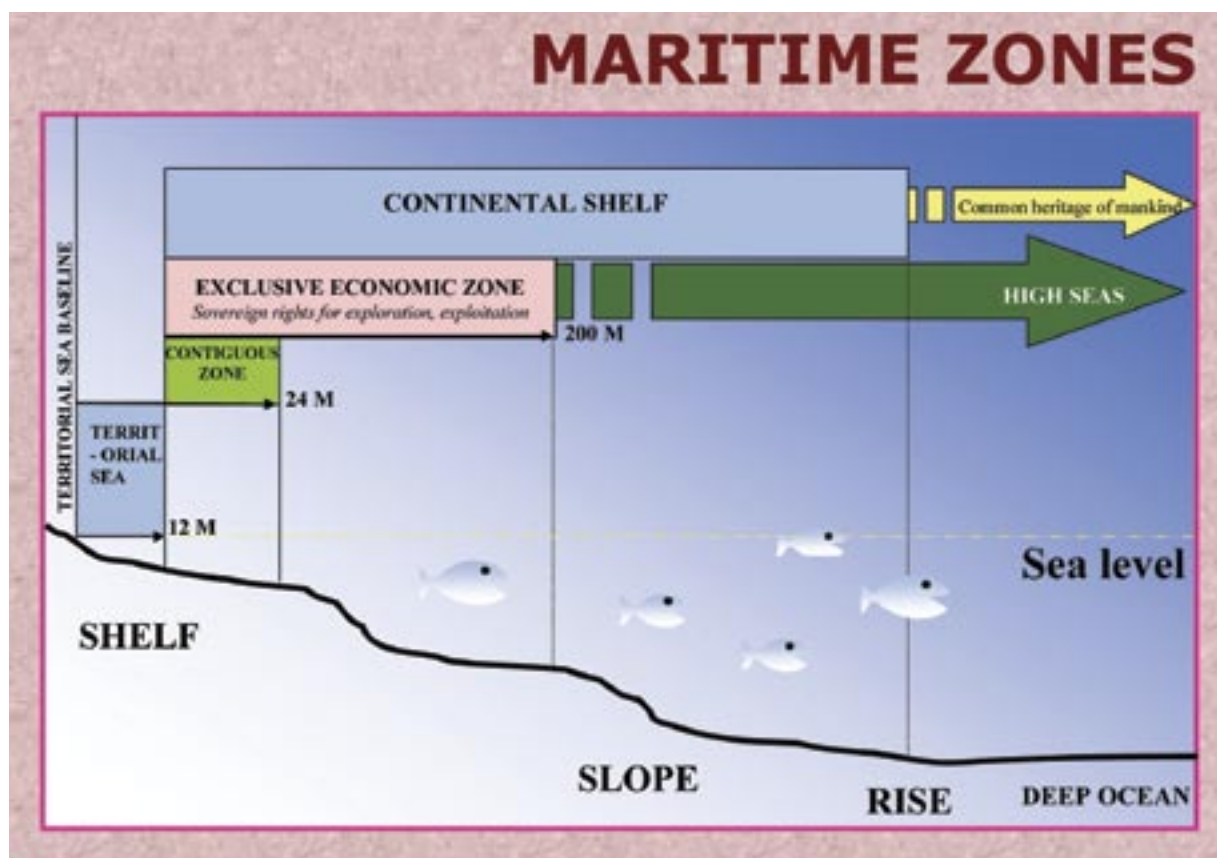 MARITIME ZONES
TERRITORIAL SEA BASELINE
CONTINENTAL SHELF
Common heritage of mankind
EXCLUSIVE ECONOMIC ZONE
Sovereign rights for exploration, exploitation
HIGH SEAS
200 M
CONTIGUOUS
ZONE
24 M
TERRIT
- ORIAL
SEA
12 M
Sea level
SHELF
SLOPE
RISE
DEEP OCEAN